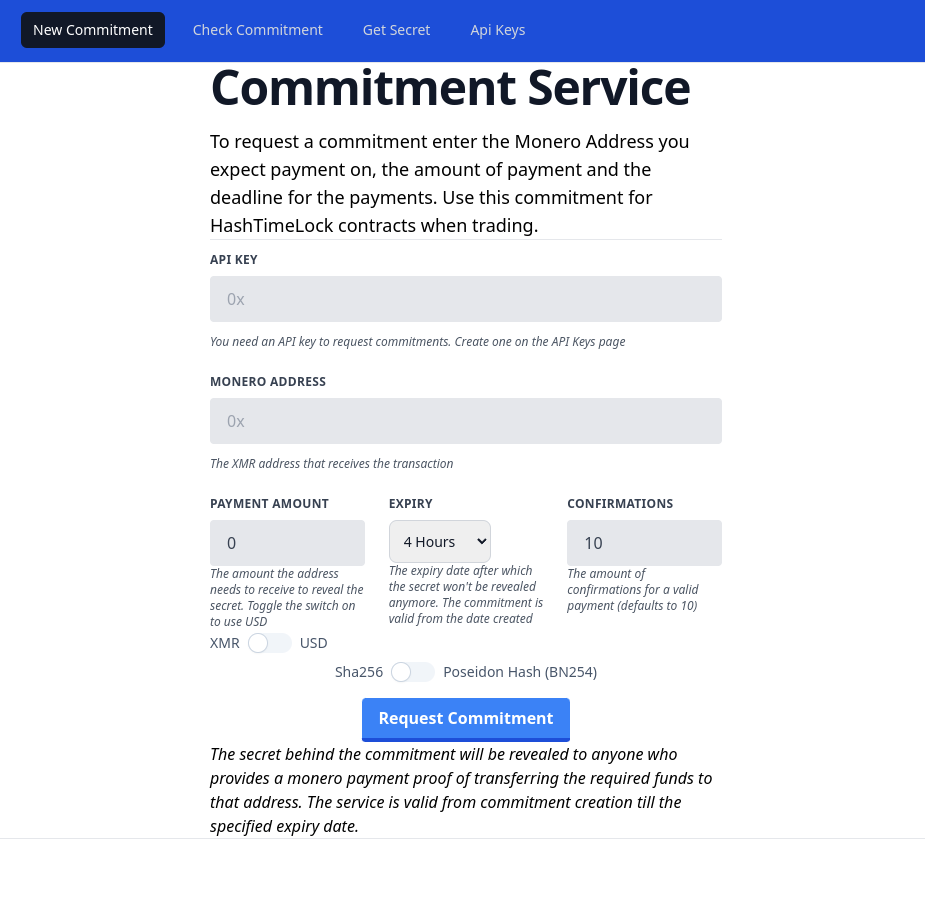 New Commitment Check Commitment Get Secret Api Keys
Commitment Service
To request a commitment enter the Monero Address you
expect payment on, the amount of payment and the
deadline for the payments. Use this commitment for
HashTimeLock contracts when trading.
API KEY
0x
You need an API key to request commitments. Create one on the API Keys page
MONERO ADDRESS
0x
The XMR address that receives the transaction
PAYMENT AMOUNT
0
The amount the address
needs to receive to reveal the
secret. Toggle the switch on
to use USD
XMR USD
EXPIRY
4 Hours
The expiry date after which
the secret won't be revealed
anymore. The commitment is
valid from the date created
CONFIRMATIONS
10
The amount of
confirmations for a valid
payment (defaults to 10)
Sha256 Poseidon Hash (BN254)
Request Commitment
The secret behind the commitment will be revealed to anyone who
provides a monero payment proof of transferring the required funds to
that address. The service is valid from commitment creation till the
specified expiry date.